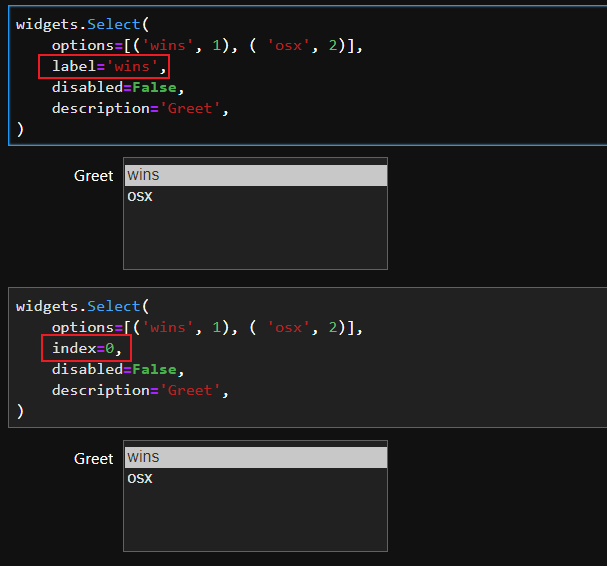 widgets.Select(
    options=[('wins', 1), ( 'osx', 2)],
    label='wins',
    disabled=False,
    description='Greet',
)
Greet
wins
osx
widgets.Select(
    options=[('wins', 1), ( 'osx', 2)],
    index=0,
    disabled=False,
    description='Greet',
)
Greet
wins
osx